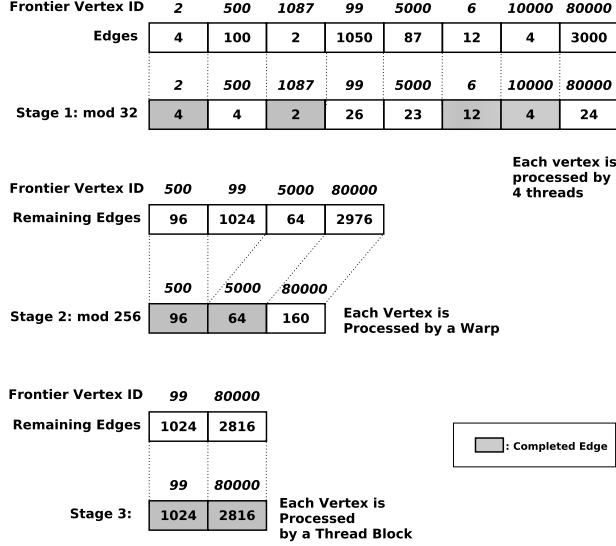 Frontier Vertex ID 2 500 1087 99 5000 6 10000 80000
Edges 4 100 2 1050 87 12 4 3000
2 500 1087 99 5000 6 10000 80000
Stage 1: mod 32 4 4 2 26 23 12 4 24
Each vertex is
processed by
4 threads
Frontier Vertex ID 500 99 5000 80000
Remaining Edges 96 1024 64 2976
500 5000 80000
Stage 2: mod 256 96 64 160
Each Vertex is
Processed by a Warp
Frontier Vertex ID 99 80000
Remaining Edges 1024 2816
: Completed Edge
99 80000
Stage 3: 1024 2816
Each Vertex is
Processed
by a Thread Block